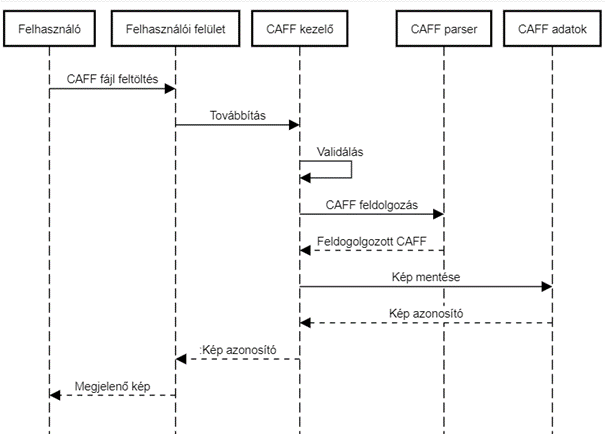 Felhasználó
Felhasználói felület
CAFF kezelő
CAFF parser
CAFF adatok
CAFF fájl feltöltés
Továbbítás
Validálás
CAFF feldolgozás
Feldogolgozott CAFF
Kép mentése
Kép azonosító
:Kép azonosító
Megjelenő kép